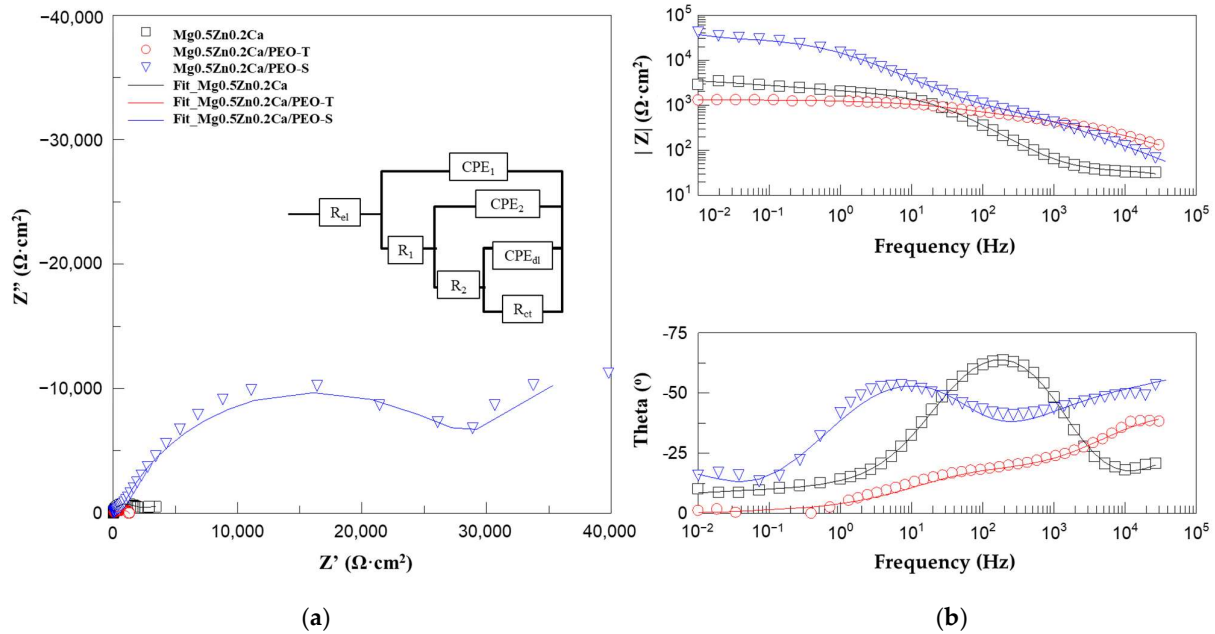 −40,000
−30,000
−20,000
−10,000
0
Z” (Ω·cm²)
Mg0.5Zn0.2Ca
Mg0.5Zn0.2Ca/PEO-T
Mg0.5Zn0.2Ca/PEO-S
Fit_Mg0.5Zn0.2Ca
Fit_Mg0.5Zn0.2Ca/PEO-T
Fit_Mg0.5Zn0.2Ca/PEO-S
CPE₁
CPE₂
Rₑₗ
R₁
CPE_dl
R₂
R_ct
0 10,000 20,000 30,000 40,000
Z’ (Ω·cm²)
(a)
| Z| (Ω·cm²)
10⁵
10⁴
10³
10²
10¹
10⁻² 10⁻¹ 10⁰ 10¹ 10² 10³ 10⁴ 10⁵
Frequency (Hz)
Theta (º)
-75
-50
-25
0
10⁻² 10⁻¹ 10⁰ 10¹ 10² 10³ 10⁴ 10⁵
Frequency (Hz)
(b)